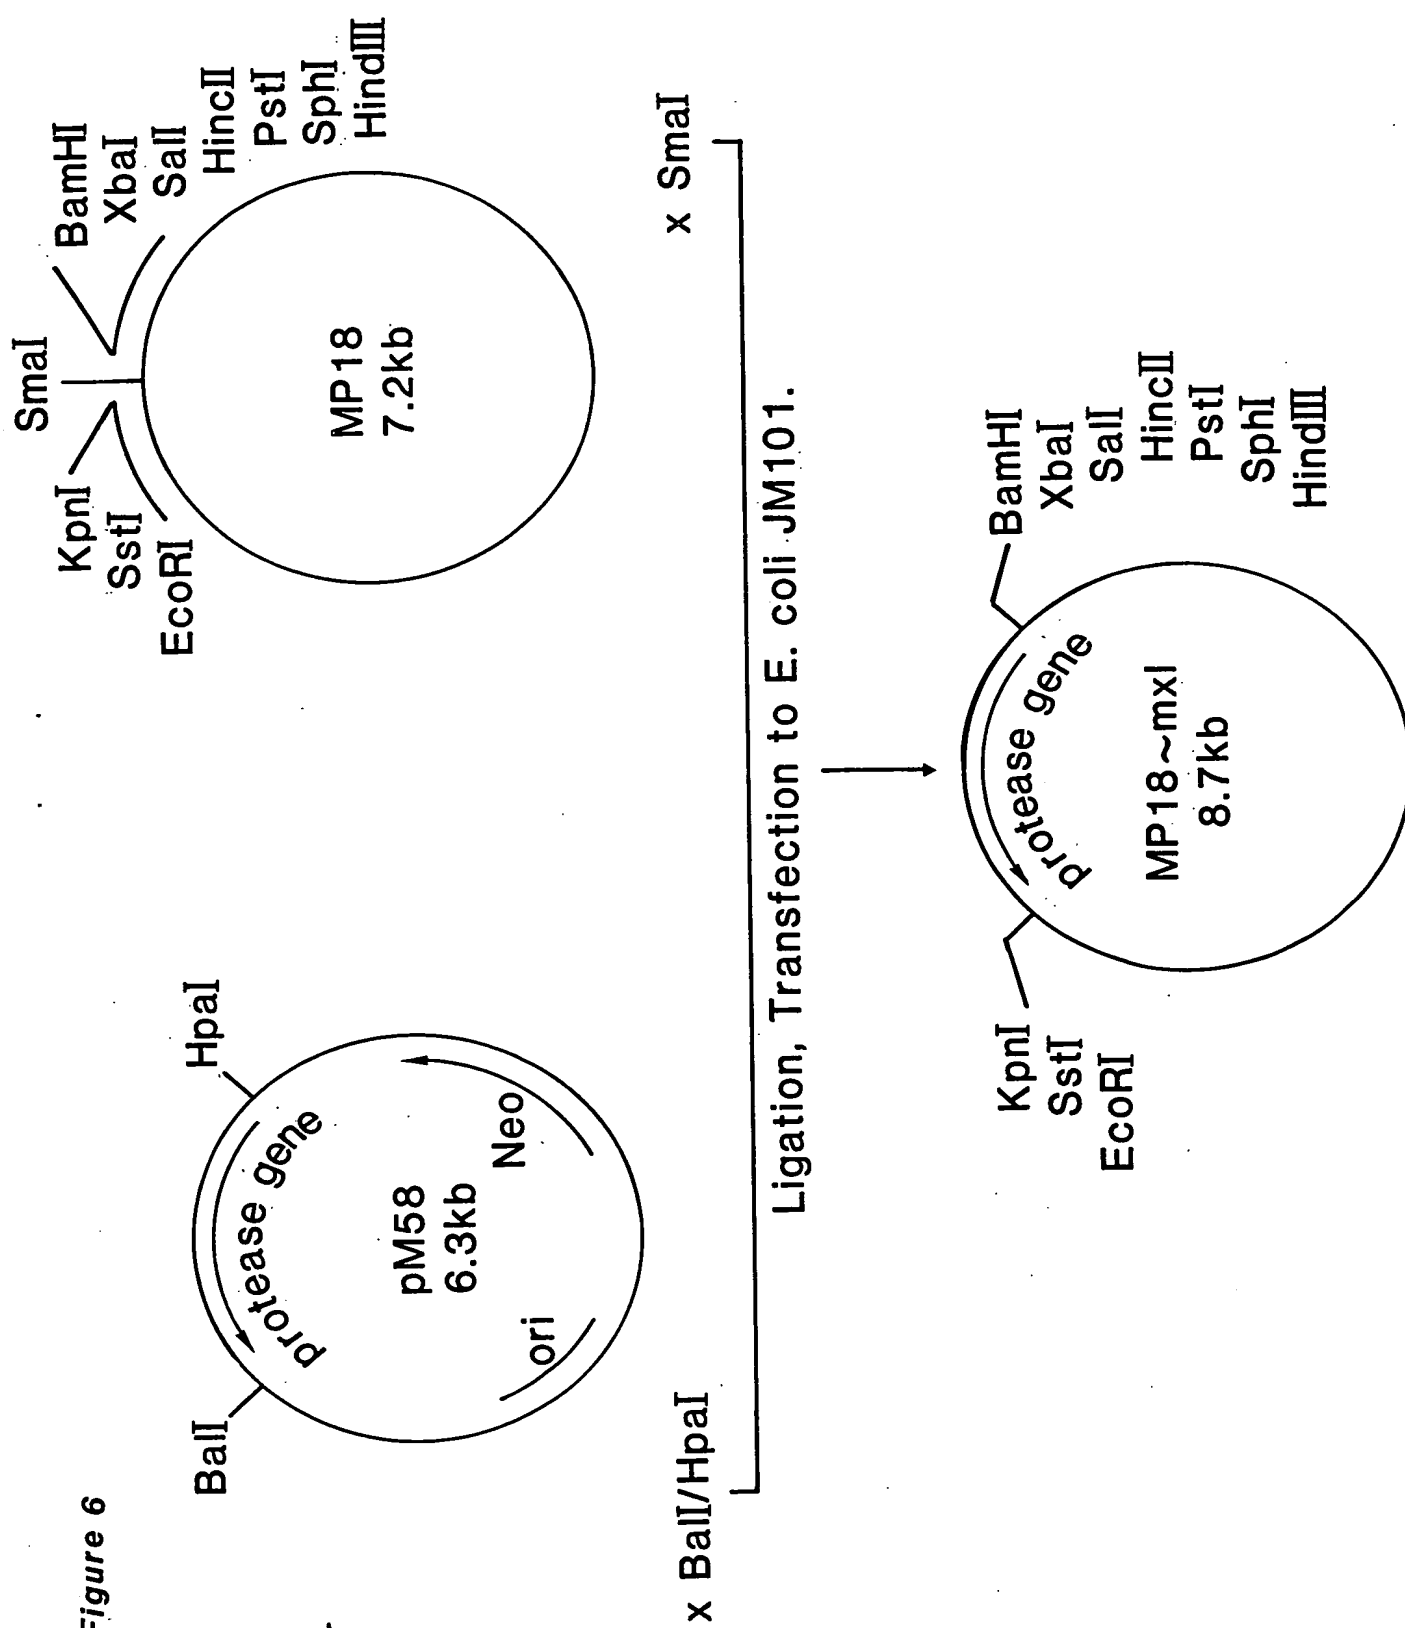 Figure 6
BalI
HpaI
protease gene
pM58
6.3kb
ori
Neo
SmaI
KpnI
SstI
EcoRI
BamHI
XbaI
SalI
HincII
PstI
SphI
HindIII
MP18
7.2kb
x BalI/HpaI
x SmaI
Ligation, Transfection to E. coli JM101.
KpnI
SstI
EcoRI
protease gene
MP18~mxI
8.7kb
BamHI
XbaI
SalI
HincII
PstI
SphI
HindIII